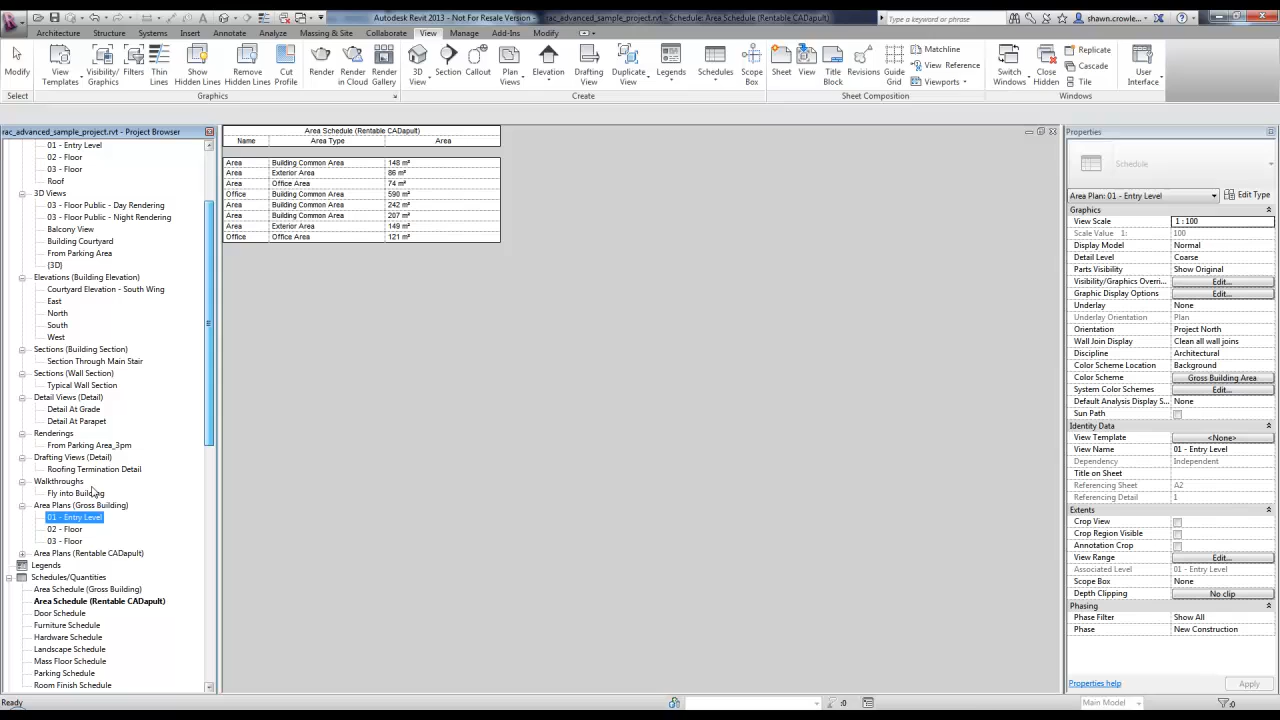 Autodesk Revit 2013 - Not For Resale Version - rac_advanced_sample_project.rvt - Schedule: Area Schedule (Rentable CADapult)
Type a keyword or phrase
shawn.crowle...
Architecture Structure Systems Insert Annotate Analyze Massing & Site Collaborate View Manage Add-Ins Modify
Modify
View Templates
Visibility/ Graphics
Filters
Thin Lines
Show Hidden Lines
Remove Hidden Lines
Cut Profile
Render
Render in Cloud
Render Gallery
3D View
Section
Callout
Plan Views
Elevation
Drafting View
Duplicate View
Legends
Schedules
Scope Box
Sheet
View
Title Block
Revisions
Guide Grid
Matchline
View Reference
Viewports
Switch Windows
Close Hidden
Replicate
Cascade
Tile
User Interface
Select Graphics Create Sheet Composition Windows
rac_advanced_sample_project.rvt - Project Browser
01 - Entry Level
02 - Floor
03 - Floor
Roof
3D Views
03 - Floor Public - Day Rendering
03 - Floor Public - Night Rendering
Balcony View
Building Courtyard
From Parking Area
{3D}
Elevations (Building Elevation)
Courtyard Elevation - South Wing
East
North
South
West
Sections (Building Section)
Section Through Main Stair
Sections (Wall Section)
Typical Wall Section
Detail Views (Detail)
Detail At Grade
Detail At Parapet
Renderings
From Parking Area_3pm
Drafting Views (Detail)
Roofing Termination Detail
Walkthroughs
Fly into Building
Area Plans (Gross Building)
01 - Entry Level
02 - Floor
03 - Floor
Area Plans (Rentable CADapult)
Legends
Schedules/Quantities
Area Schedule (Gross Building)
Area Schedule (Rentable CADapult)
Door Schedule
Furniture Schedule
Hardware Schedule
Landscape Schedule
Mass Floor Schedule
Parking Schedule
Room Finish Schedule
Area Schedule (Rentable CADapult)
Name Area Type Area
Area Building Common Area 148 m²
Area Exterior Area 86 m²
Area Office Area 74 m²
Office Building Common Area 590 m²
Area Building Common Area 242 m²
Area Building Common Area 207 m²
Area Exterior Area 149 m²
Office Office Area 121 m²
Properties
Schedule
Area Plan: 01 - Entry Level Edit Type
Graphics
View Scale 1 : 100
Scale Value 1: 100
Display Model Normal
Detail Level Coarse
Parts Visibility Show Original
Visibility/Graphics Overri... Edit...
Graphic Display Options Edit...
Underlay None
Underlay Orientation Plan
Orientation Project North
Wall Join Display Clean all wall joins
Discipline Architectural
Color Scheme Location Background
Color Scheme Gross Building Area
System Color Schemes Edit...
Default Analysis Display S... None
Sun Path
Identity Data
View Template <None>
View Name 01 - Entry Level
Dependency Independent
Title on Sheet
Referencing Sheet A2
Referencing Detail 1
Extents
Crop View
Crop Region Visible
Annotation Crop
View Range Edit...
Associated Level 01 - Entry Level
Scope Box None
Depth Clipping No clip
Phasing
Phase Filter Show All
Phase New Construction
Properties help Apply
Ready :0 Main Model :0